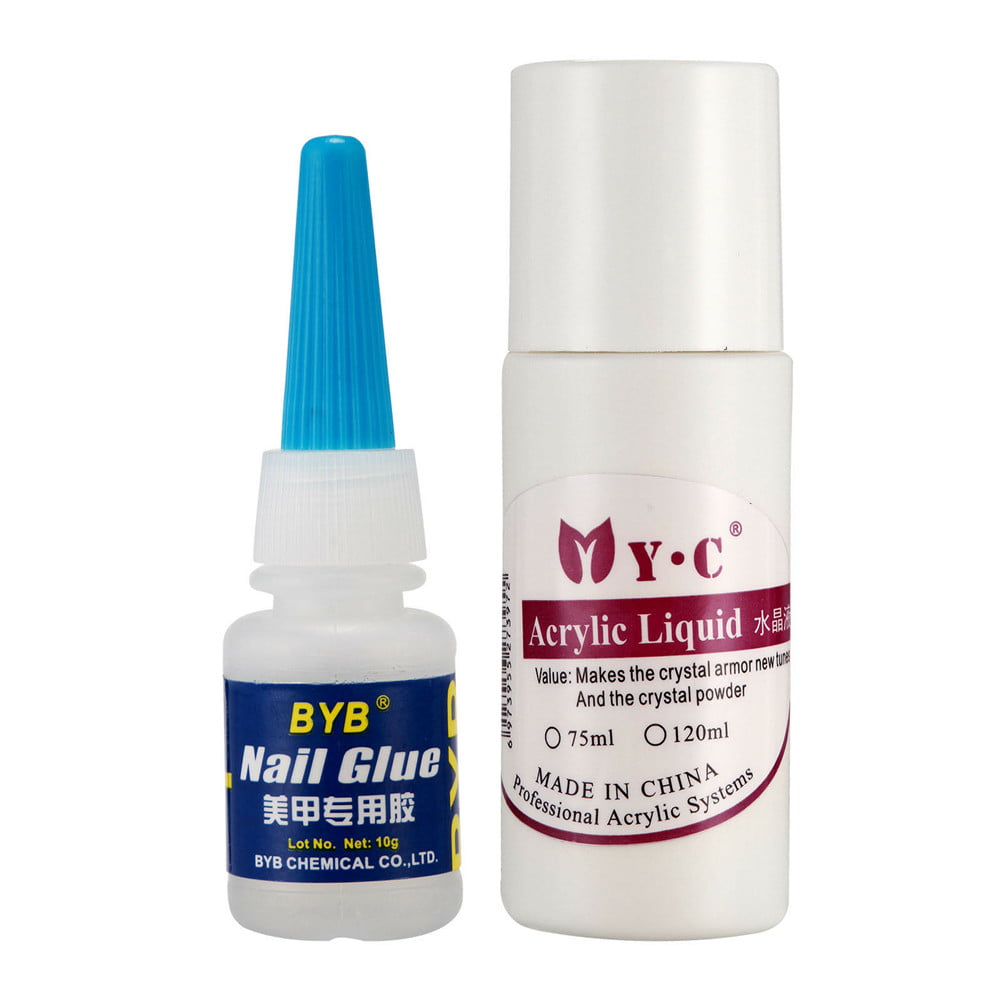 BYB®
Nail Glue
美甲专用胶
Lot No. Net: 10g
BYB CHEMICAL CO.,LTD.
BYB
Y·C®
Acrylic Liquid 水晶液
Value: Makes the crystal armor new tunes
And the crystal powder
75ml 120ml
MADE IN CHINA
Professional Acrylic Systems
6973955273972